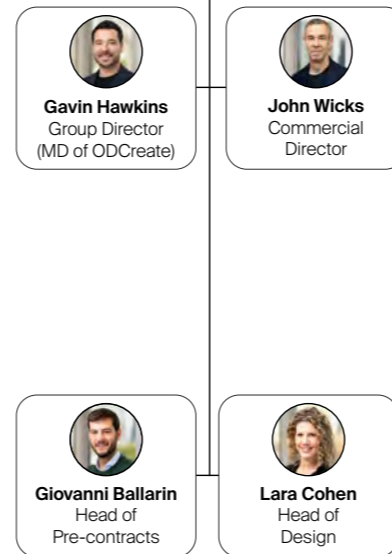 Gavin Hawkins
Group Director
(MD of ODCreate)
John Wicks
Commercial
Director
Giovanni Ballarin
Head of
Pre-contracts
Lara Cohen
Head of
Design